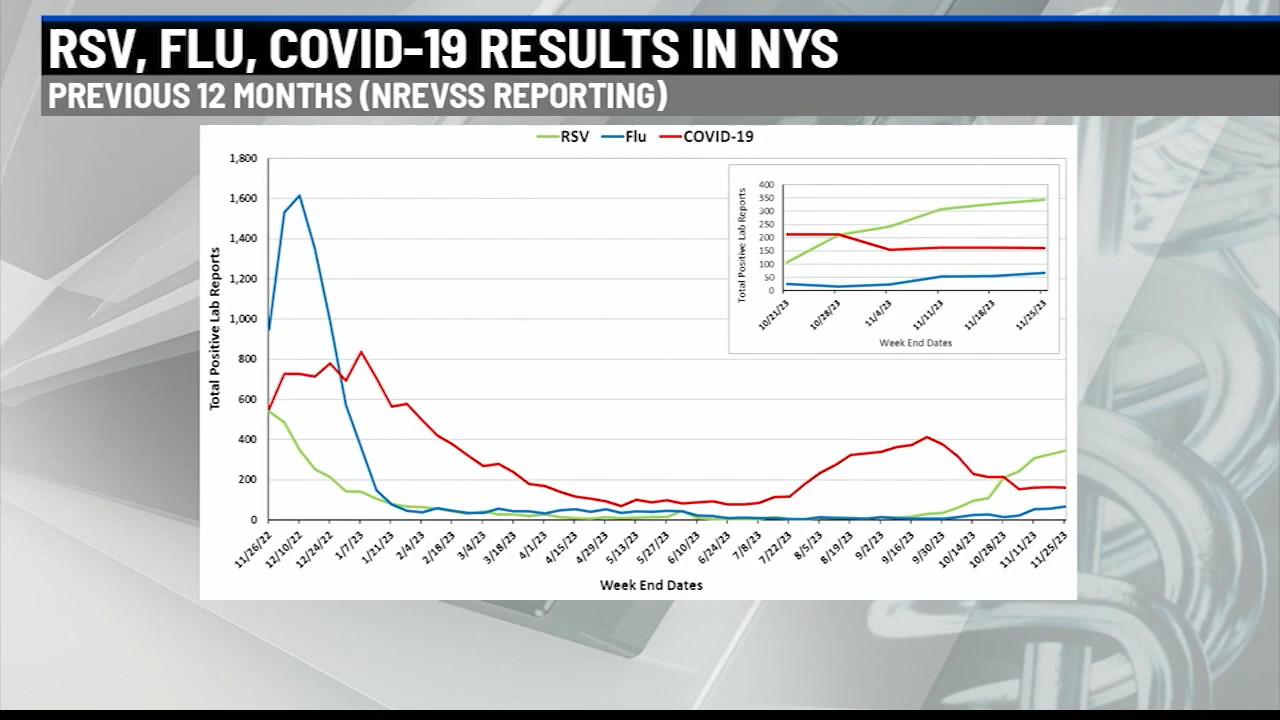 RSV, FLU, COVID-19 RESULTS IN NYS
PREVIOUS 12 MONTHS (NREVSS REPORTING)
RSV Flu COVID-19
Total Positive Lab Reports
1,800
1,600
1,400
1,200
1,000
800
600
400
200
0
11/26/22 12/10/22 12/24/22 1/7/23 1/21/23 2/4/23 2/18/23 3/4/23 3/18/23 4/1/23 4/15/23 4/29/23 5/13/23 5/27/23 6/10/23 6/24/23 7/8/23 7/22/23 8/5/23 8/19/23 9/2/23 9/16/23 9/30/23 10/14/23 10/28/23 11/11/23 11/25/23
Week End Dates
Total Positive Lab Reports
400
350
300
250
200
150
100
50
0
10/21/23 10/28/23 11/4/23 11/11/23 11/18/23 11/25/23
Week End Dates